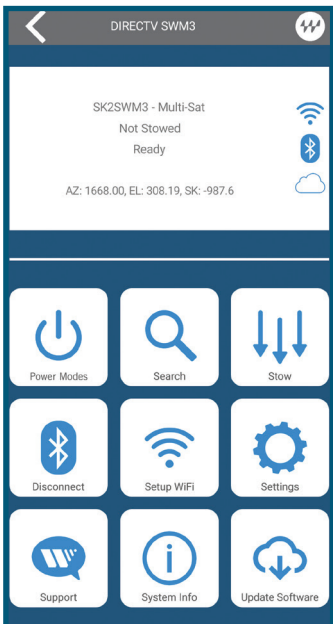 DIRECTV SWM3
SK2SWM3 - Multi-Sat
Not Stowed
Ready
AZ: 1668.00, EL: 308.19, SK: -987.6
Power Modes
Search
Stow
Disconnect
Setup WiFi
Settings
Support
System Info
Update Software